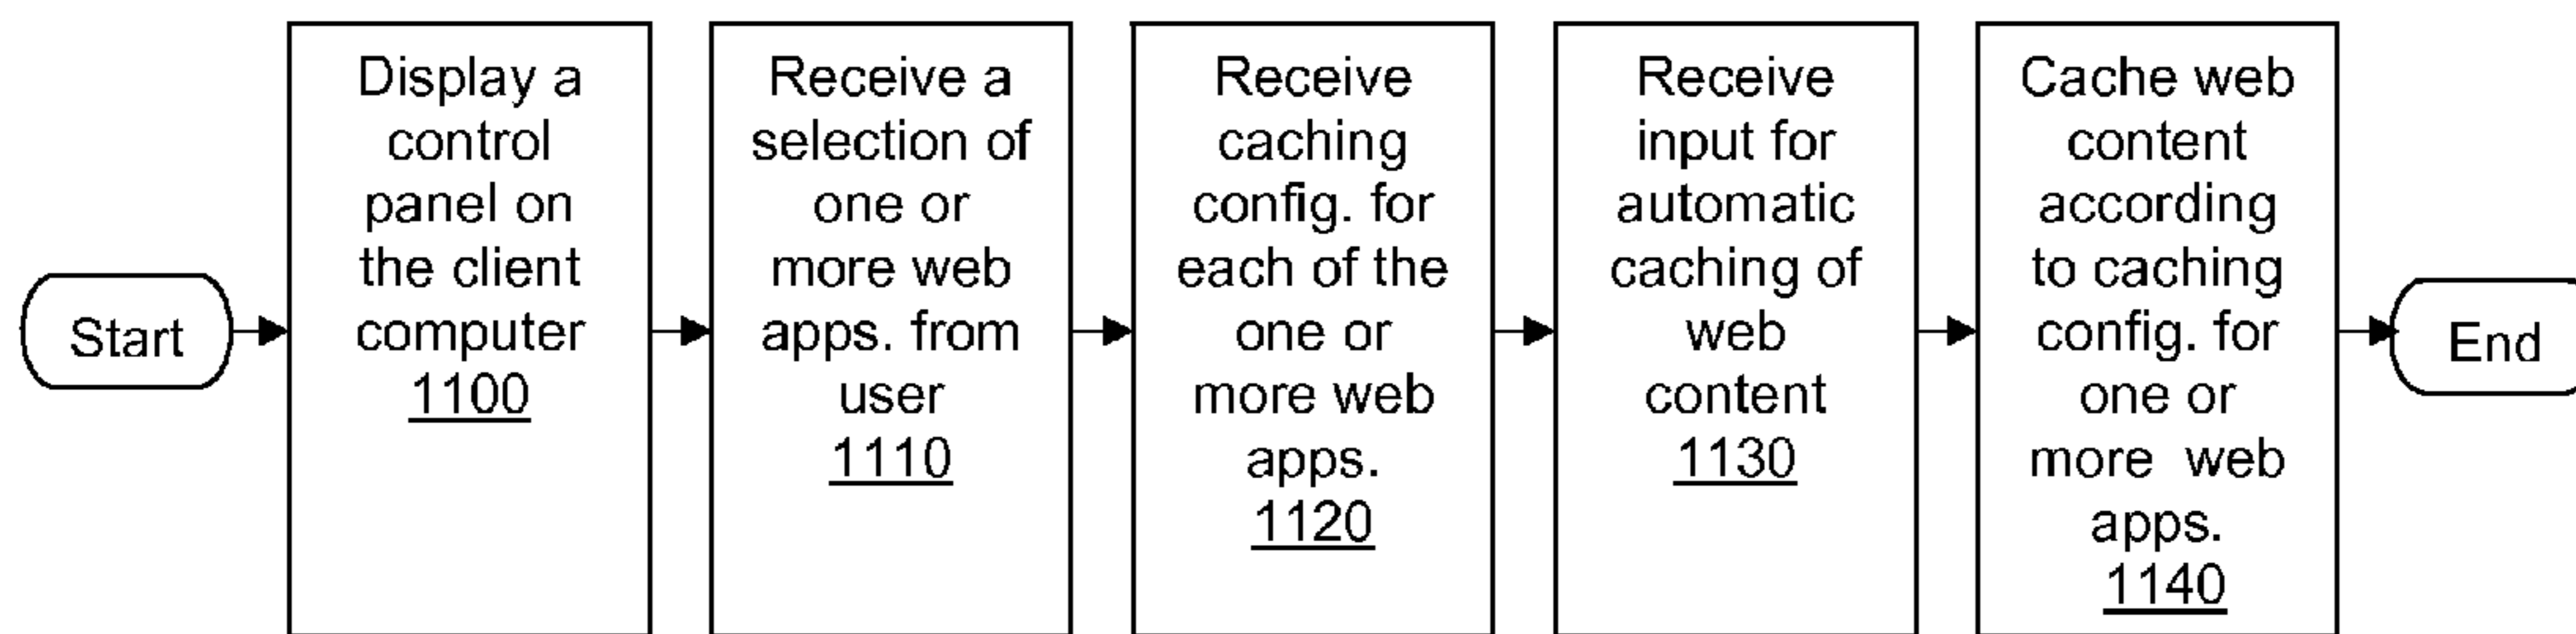 Start
Display a
control
panel on
the client
computer
1100
Receive a
selection of
one or
more web
apps. from
user
1110
Receive
caching
config. for
each of the
one or
more web
apps.
1120
Receive
input for
automatic
caching of
web
content
1130
Cache web
content
according
to caching
config. for
one or
more web
apps.
1140
End